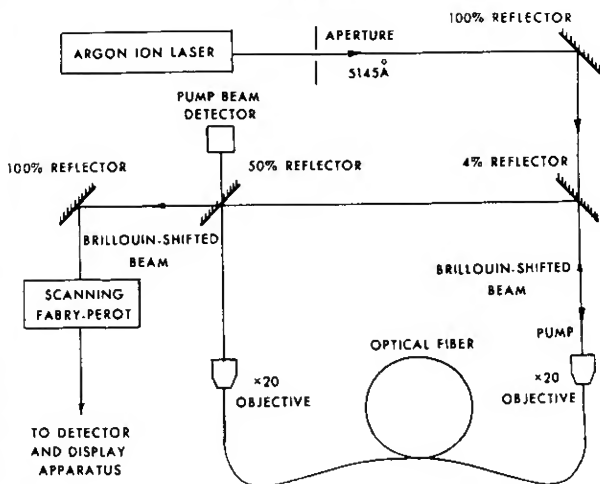 100% REFLECTOR
APERTURE
ARGON ION LASER
5145Å
PUMP BEAM
DETECTOR
100% REFLECTOR
50% REFLECTOR
4% REFLECTOR
BRILLOUIN-SHIFTED
BEAM
BRILLOUIN-SHIFTED
BEAM
SCANNING
FABRY-PEROT
PUMP
OPTICAL FIBER
×20
OBJECTIVE
×20
OBJECTIVE
TO DETECTOR
AND DISPLAY
APPARATUS